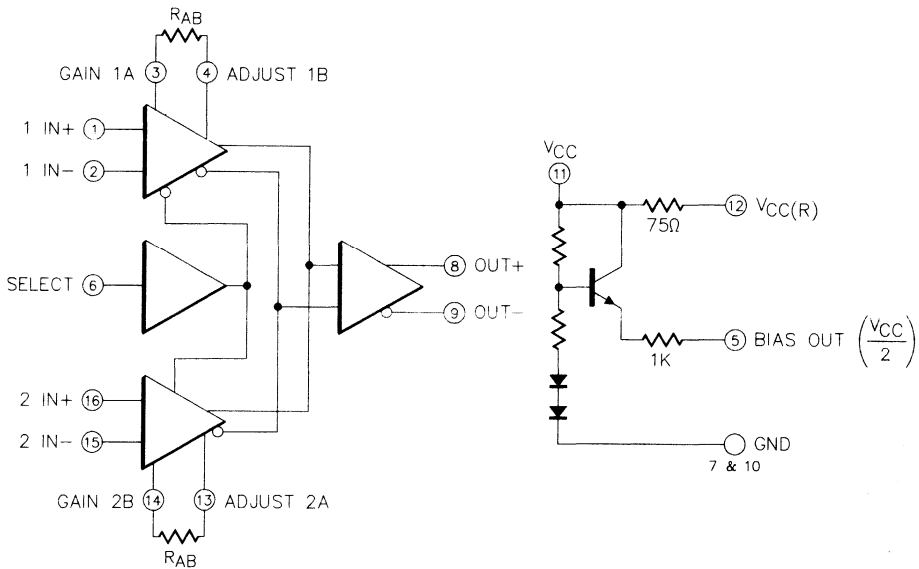 RAB
GAIN 1A 3 4 ADJUST 1B
1 IN+ 1
1 IN- 2
SELECT 6
8 OUT+
9 OUT-
2 IN+ 16
2 IN- 15
GAIN 2B 14 13 ADJUST 2A
RAB
VCC
11
75Ω
12 VCC(R)
1K
5 BIAS OUT (VCC/2)
GND
7 & 10